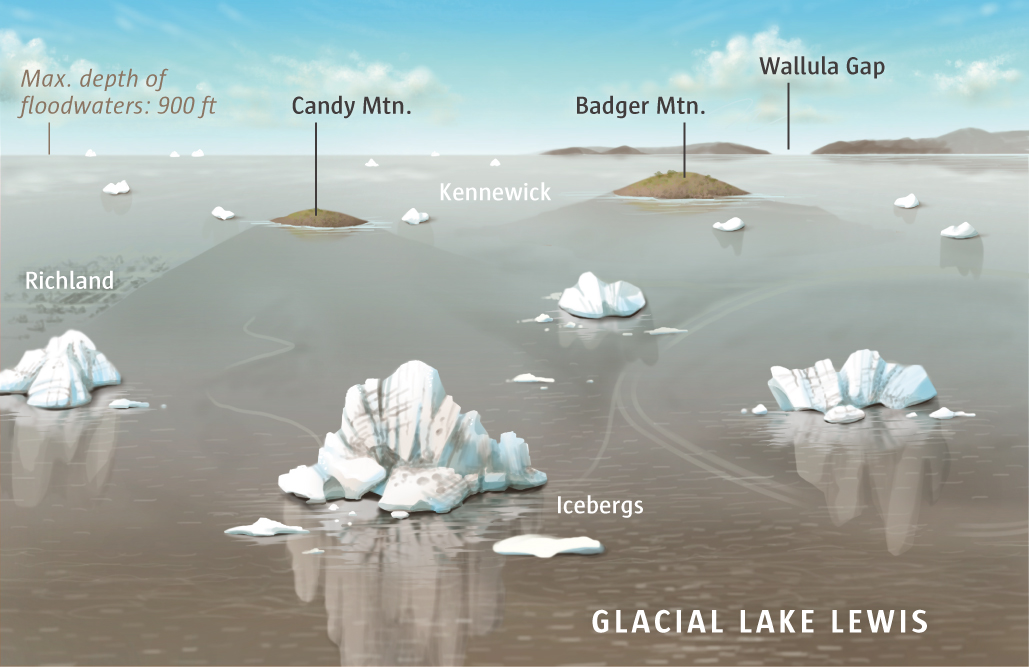 Wallula Gap
Max. depth of
floodwaters: 900 ft
Candy Mtn.
Badger Mtn.
Kennewick
Richland
Icebergs
GLACIAL LAKE LEWIS